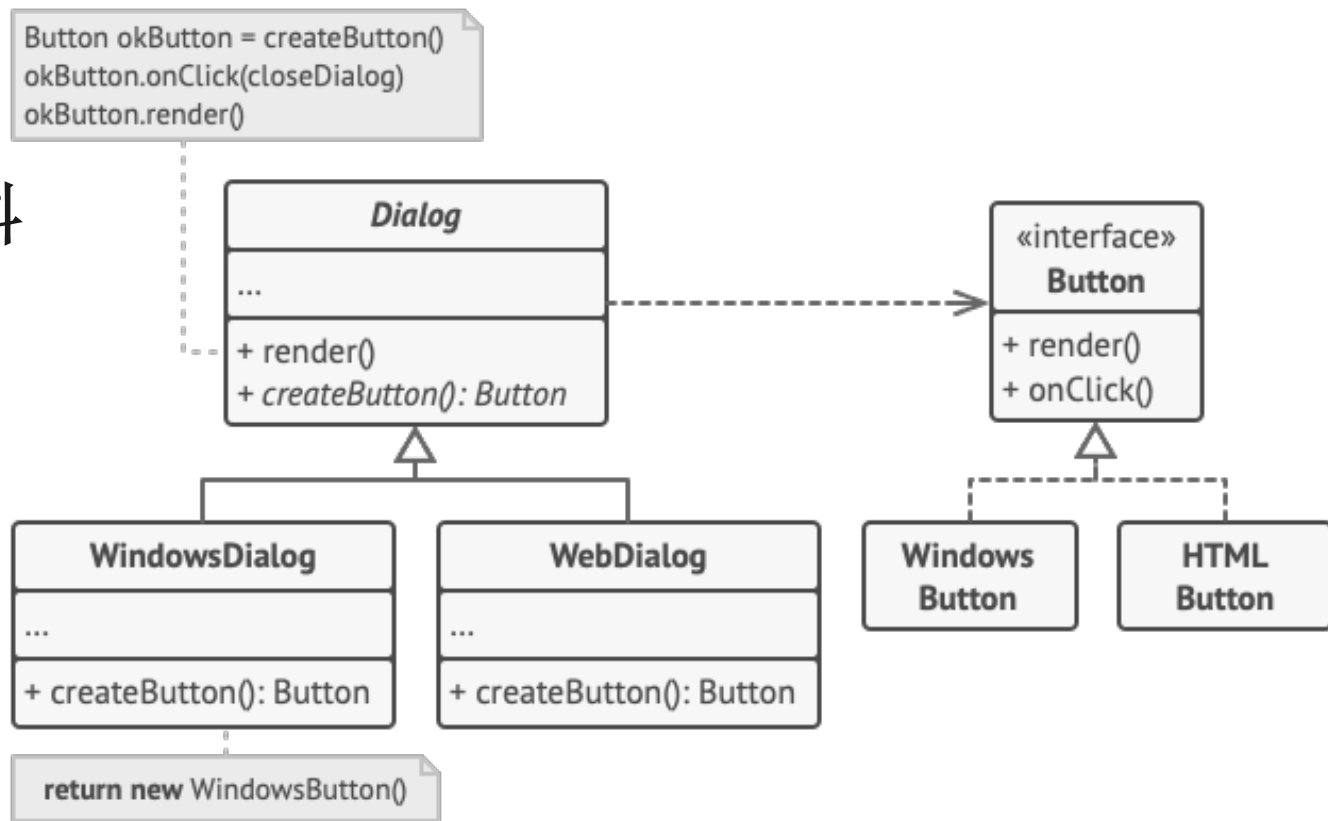 Button okButton = createButton()
okButton.onClick(closeDialog)
okButton.render()
Dialog
...
+ render()
+ createButton(): Button
«interface»
Button
+ render()
+ onClick()
WindowsDialog
...
+ createButton(): Button
WebDialog
...
+ createButton(): Button
Windows
Button
HTML
Button
return new WindowsButton()